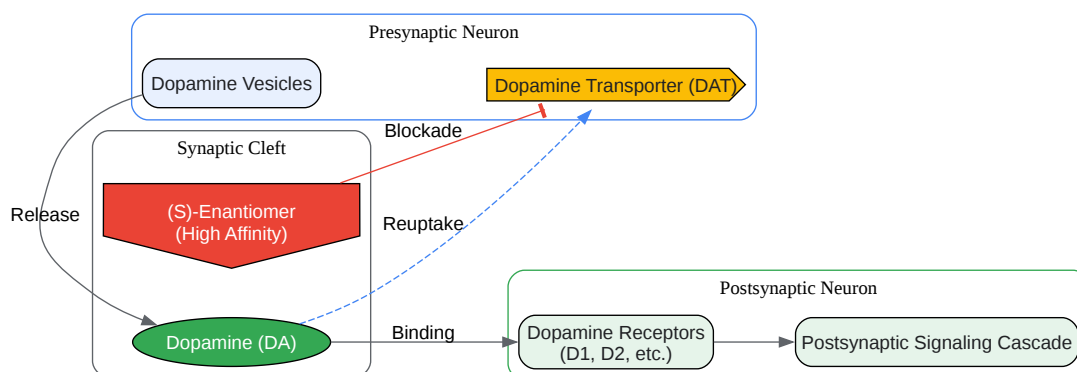 Presynaptic Neuron
Dopamine Vesicles
Dopamine Transporter (DAT)
Blockade
Synaptic Cleft
Release
(S)-Enantiomer
(High Affinity)
Reuptake
Postsynaptic Neuron
Dopamine (DA)
Binding
Dopamine Receptors
(D1, D2, etc.)
Postsynaptic Signaling Cascade